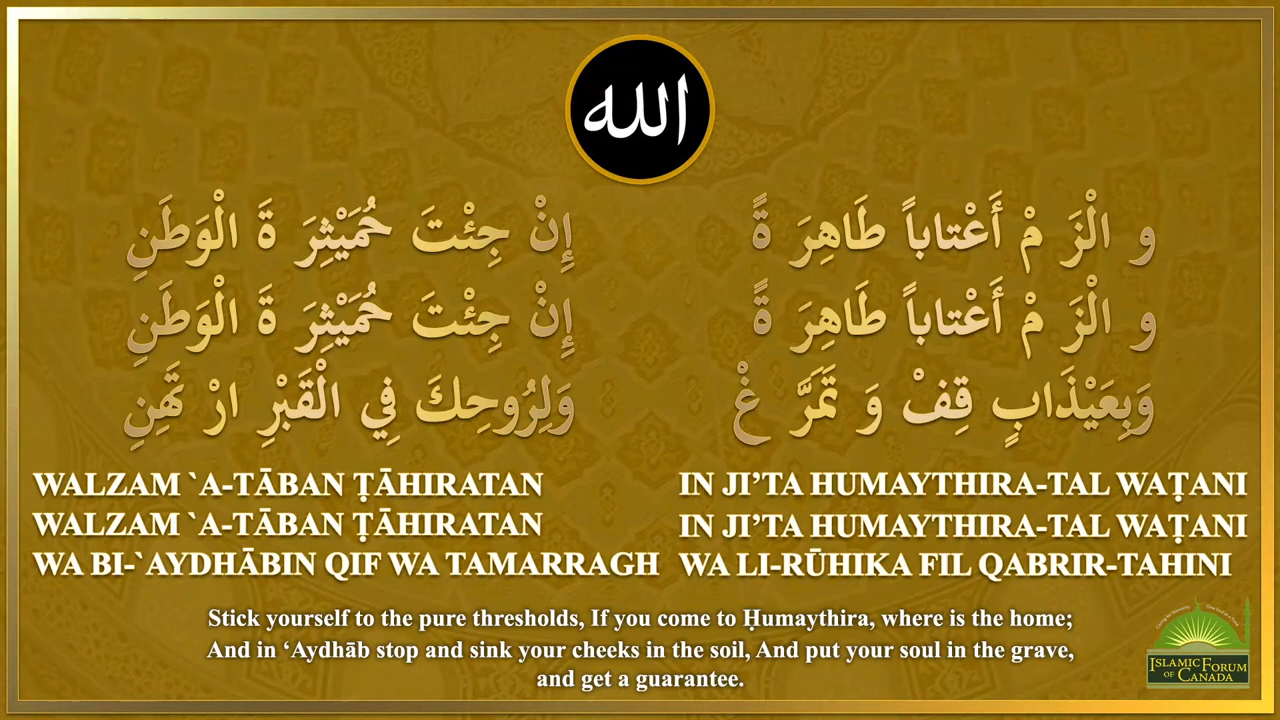 الله
و الْزَ مْ أَعْتاباً طَاهِرَ ةً إِنْ جِئْتَ حُمَيْثِرَ ةَ الْوَطَنِ
و الْزَ مْ أَعْتاباً طَاهِرَ ةً إِنْ جِئْتَ حُمَيْثِرَ ةَ الْوَطَنِ
وَبِعَيْذَابٍ قِفْ وَ تَمَرَّ غْ وَلِرُوحِكَ فِي الْقَبْرِ ارْ تَهَنِ
WALZAM `A-TĀBAN ṬĀHIRATAN IN JI’TA HUMAYTHIRA-TAL WAṬANI
WALZAM `A-TĀBAN ṬĀHIRATAN IN JI’TA HUMAYTHIRA-TAL WAṬANI
WA BI-`AYDHĀBIN QIF WA TAMARRAGH WA LI-RŪHIKA FIL QABRIR-TAHINI
Stick yourself to the pure thresholds, If you come to Ḥumaythira, where is the home;
And in ‘Aydhāb stop and sink your cheeks in the soil, And put your soul in the grave,
and get a guarantee.
ISLAMIC FORUM
OF CANADA